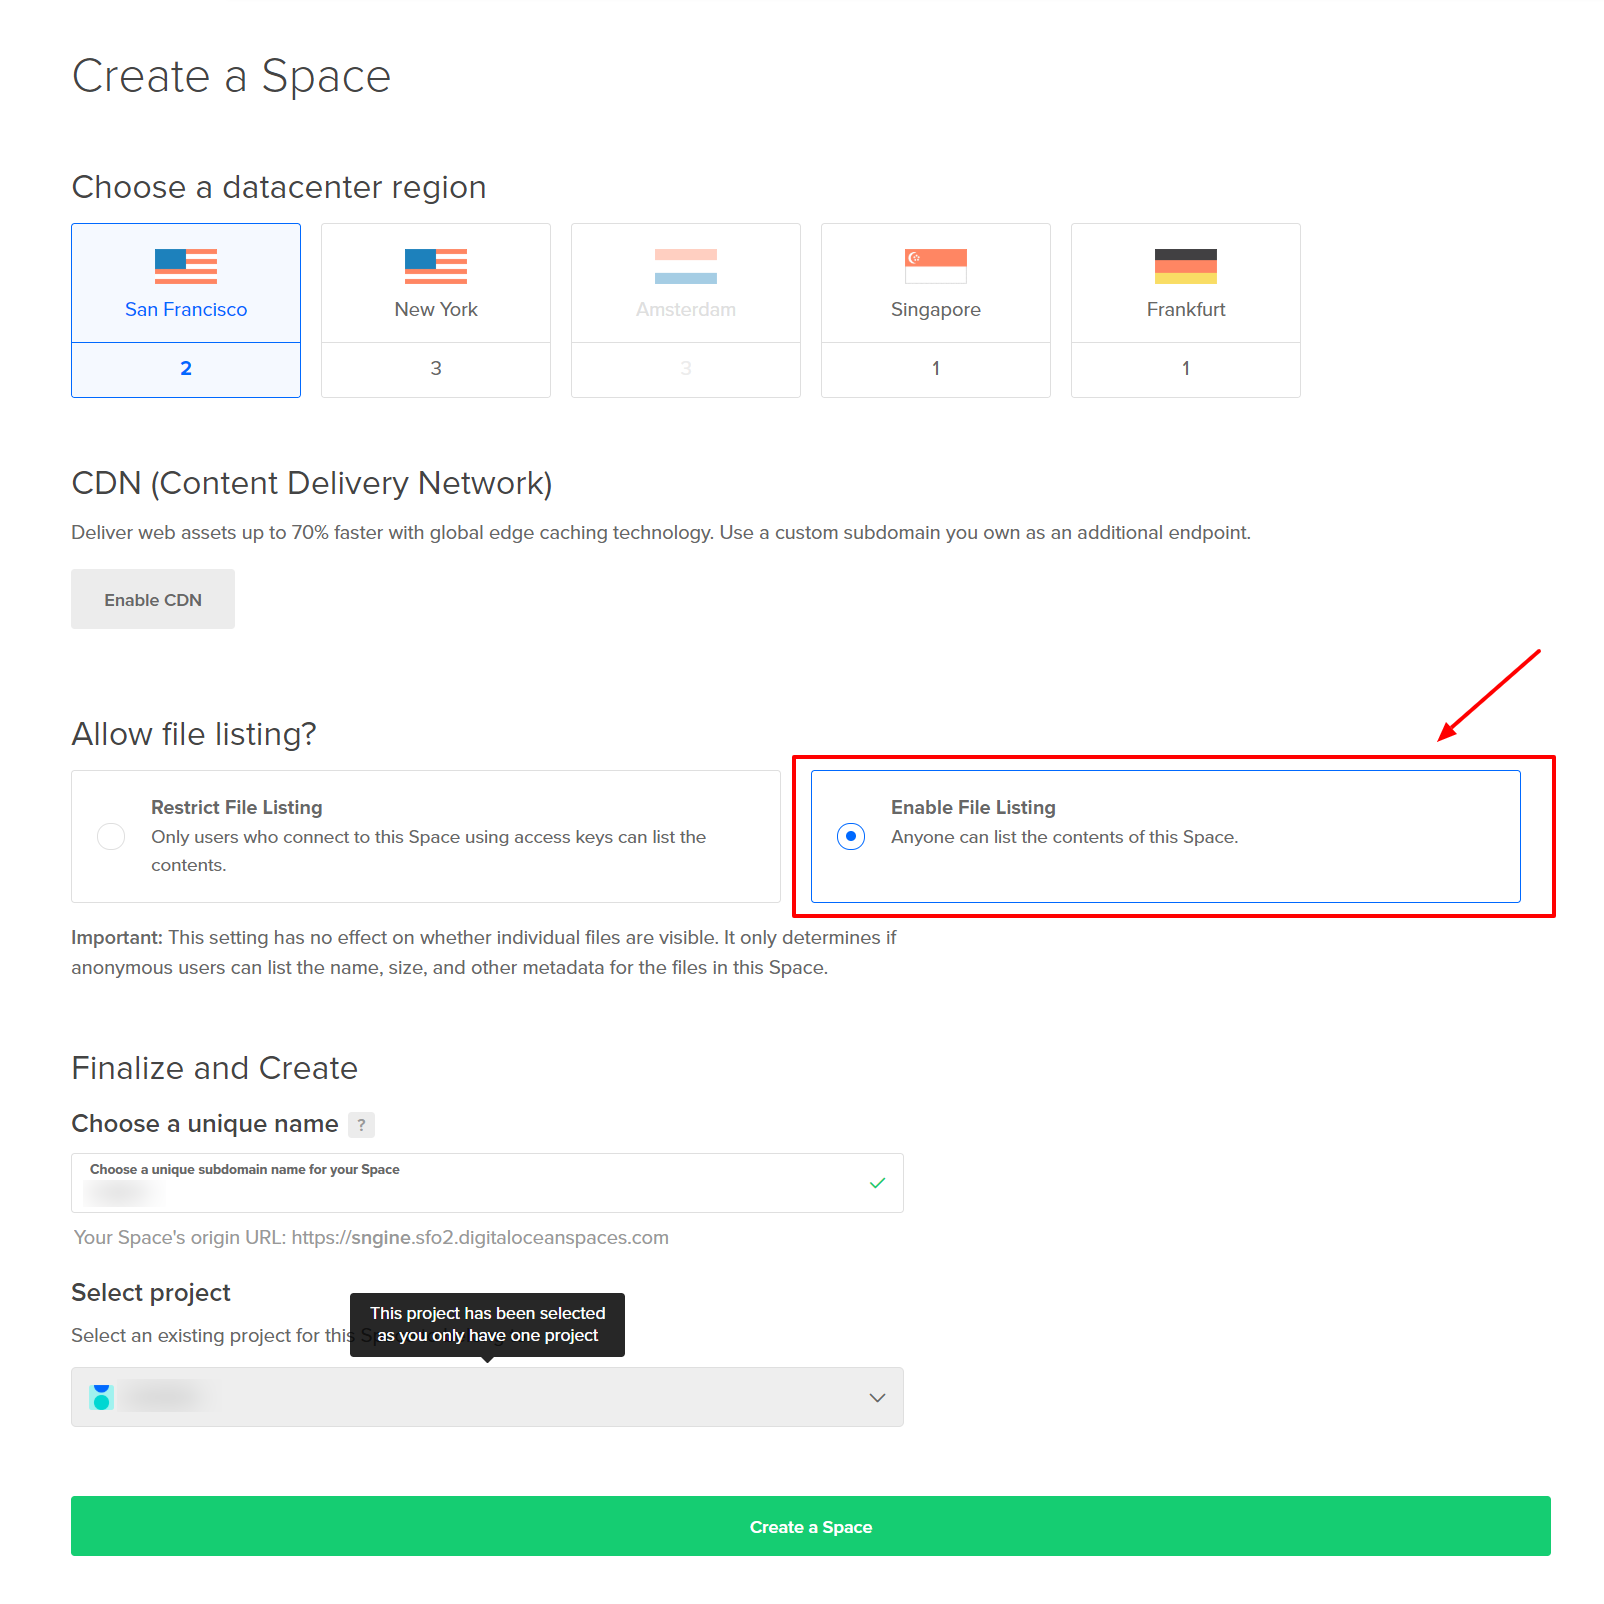 Create a Space
Choose a datacenter region
San Francisco
2
New York
3
Amsterdam
3
Singapore
1
Frankfurt
1
CDN (Content Delivery Network)
Deliver web assets up to 70% faster with global edge caching technology. Use a custom subdomain you own as an additional endpoint.
Enable CDN
Allow file listing?
Restrict File Listing
Only users who connect to this Space using access keys can list the
contents.
Enable File Listing
Anyone can list the contents of this Space.
Important: This setting has no effect on whether individual files are visible. It only determines if
anonymous users can list the name, size, and other metadata for the files in this Space.
Finalize and Create
Choose a unique name ?
Choose a unique subdomain name for your Space
Your Space's origin URL: https://sngine.sfo2.digitaloceanspaces.com
Select project
This project has been selected
as you only have one project
Select an existing project for this
Create a Space